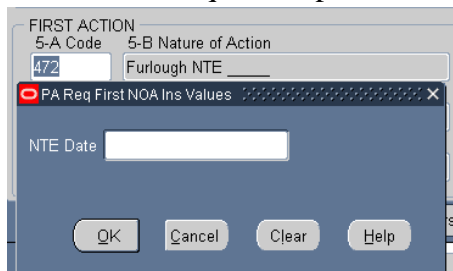 FIRST ACTION
5-A Code 5-B Nature of Action
472 Furlough NTE _____
PA Req First NOA Ins Values
NTE Date
OK Cancel Clear Help